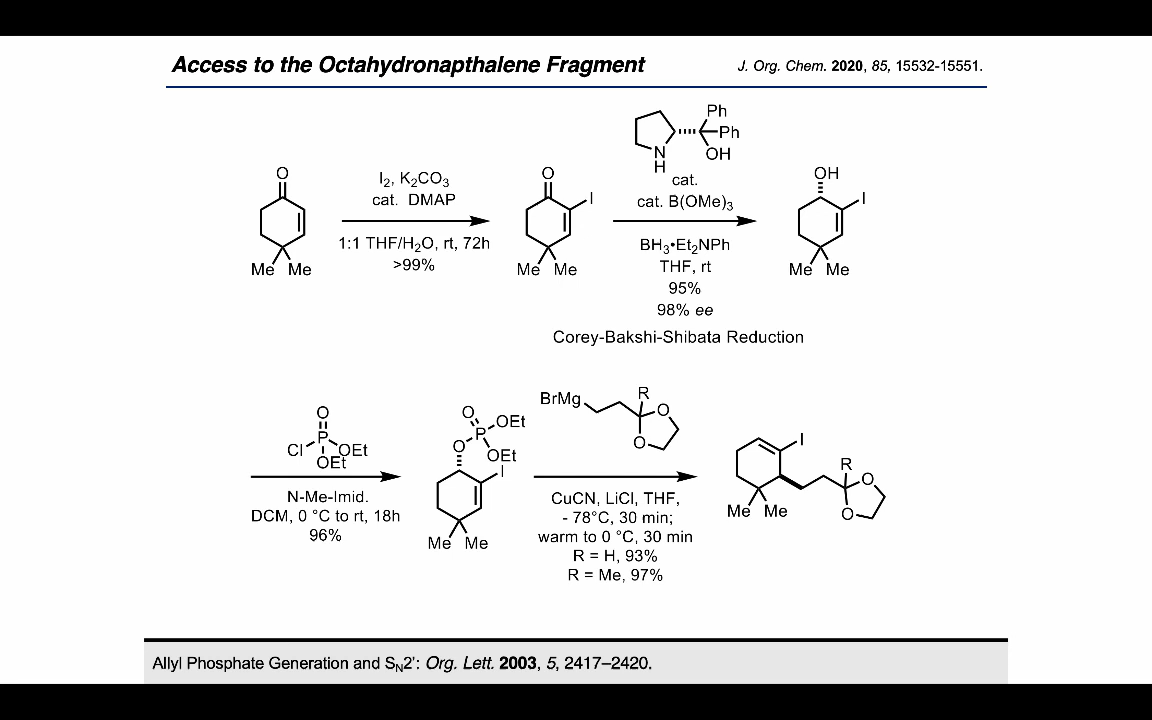 Access to the Octahydronapthalene Fragment
J. Org. Chem. 2020, 85, 15532-15551.
O
Me Me
I2, K2CO3
cat. DMAP
1:1 THF/H2O, rt, 72h
>99%
O
I
Me Me
Ph
Ph
OH
N
H
cat.
cat. B(OMe)3
BH3•Et2NPh
THF, rt
95%
98% ee
OH
I
Me Me
Corey-Bakshi-Shibata Reduction
O
Cl P OEt
OEt
N-Me-Imid.
DCM, 0 °C to rt, 18h
96%
O
P OEt
O OEt
I
Me Me
BrMg
R
O
O
CuCN, LiCl, THF,
- 78°C, 30 min;
warm to 0 °C, 30 min
R = H, 93%
R = Me, 97%
I
R
O
O
Me Me
Allyl Phosphate Generation and SN2': Org. Lett. 2003, 5, 2417–2420.